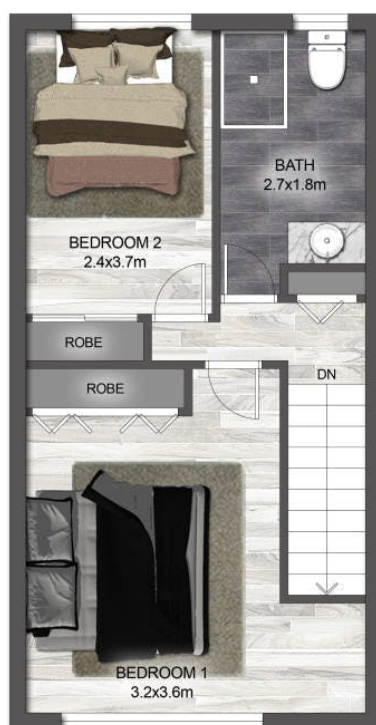 BATH
2.7x1.8m
BEDROOM 2
2.4x3.7m
ROBE
ROBE
DN
BEDROOM 1
3.2x3.6m